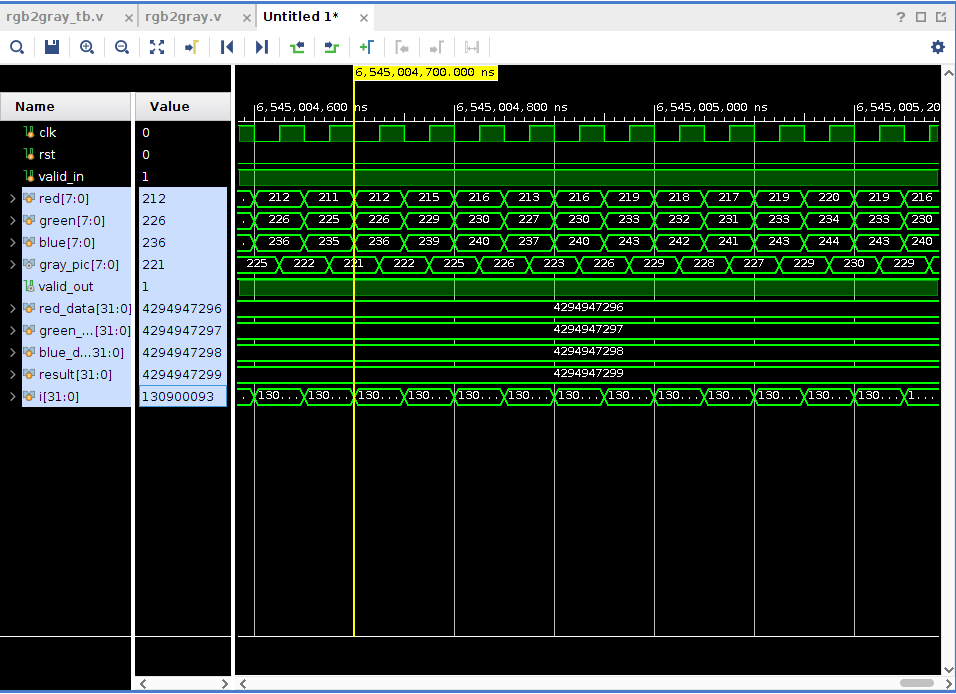 rgb2gray_tb.v × rgb2gray.v × Untitled 1* × ?
6,545,004,700.000 ns
Name Value 6,545,004,600 ns 6,545,004,800 ns 6,545,005,000 ns 6,545,005,20
clk 0
rst 0
valid_in 1
red[7:0] 212 . 212 211 212 215 216 213 216 219 218 217 219 220 219 216
green[7:0] 226 . 226 225 226 229 230 227 230 233 232 231 233 234 233 230
blue[7:0] 236 . 236 235 236 239 240 237 240 243 242 241 243 244 243 240
gray_pic[7:0] 221 225 222 221 222 225 226 223 226 229 228 227 229 230 229
valid_out 1
red_data[31:0] 4294947296 4294947296
green_...[31:0] 4294947297 4294947297
blue_d...31:0] 4294947298 4294947298
result[31:0] 4294947299 4294947299
i[31:0] 130900093 130... 130... 130... 130... 130... 130... 130... 130... 130... 130... 130... 130... 130... 1...